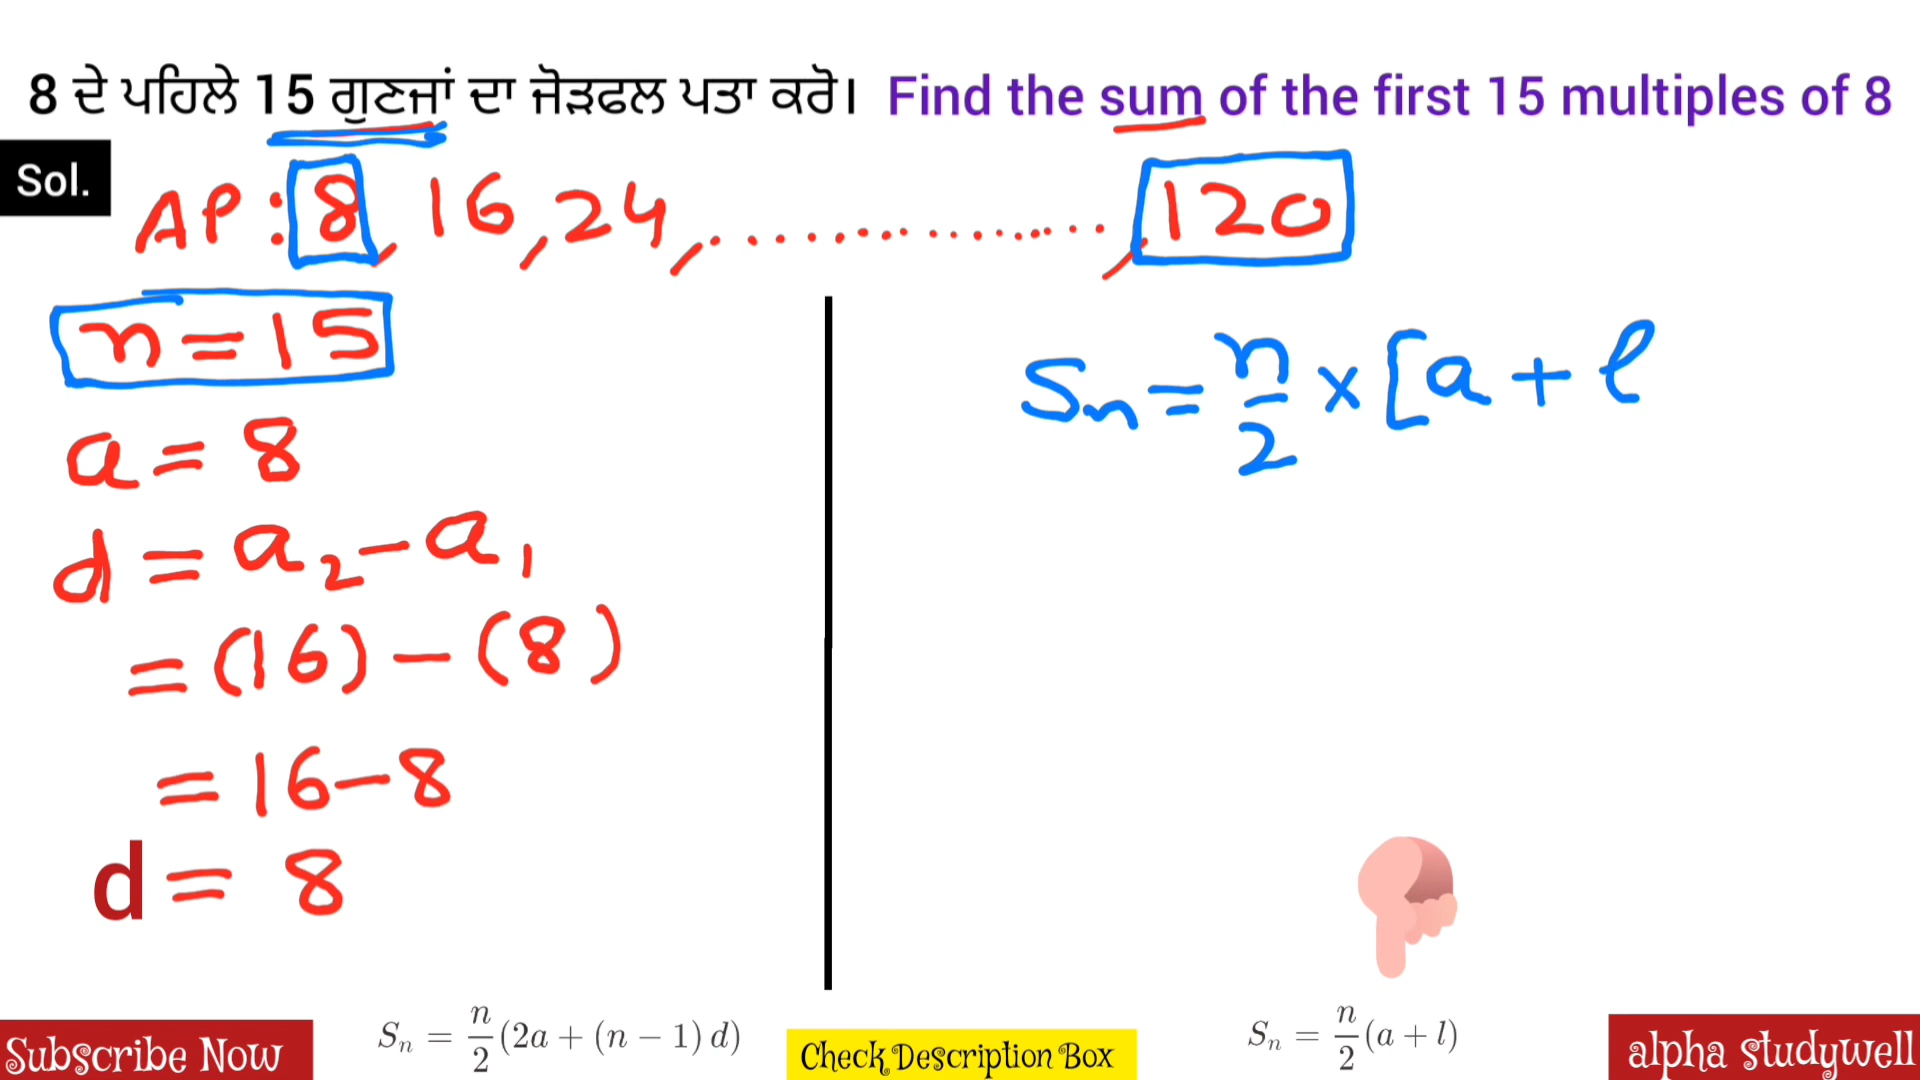 8 ਦੇ ਪਹਿਲੇ 15 ਗੁਣਜਾਂ ਦਾ ਜੋੜਫਲ ਪਤਾ ਕਰੋ। Find the sum of the first 15 multiples of 8
Sol.
AP: 8, 16, 24, .................., 120
n = 15
a = 8
d = a₂ - a₁
= (16) - (8)
= 16 - 8
d = 8
Sₙ = n/2 × [a + l
Subscribe Now
Sₙ = n/2 (2a + (n − 1) d)
Check Description Box
Sₙ = n/2 (a + l)
alpha studywell